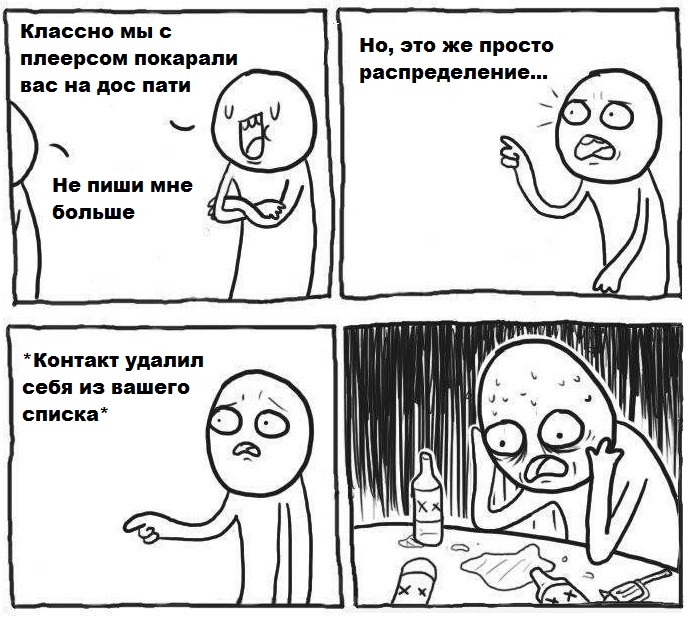 Классно мы с
плеерсом покарали
вас на дос пати
Не пиши мне
больше
Но, это же просто
распределение...
*Контакт удалил
себя из вашего
списка*
x x
x x
x x